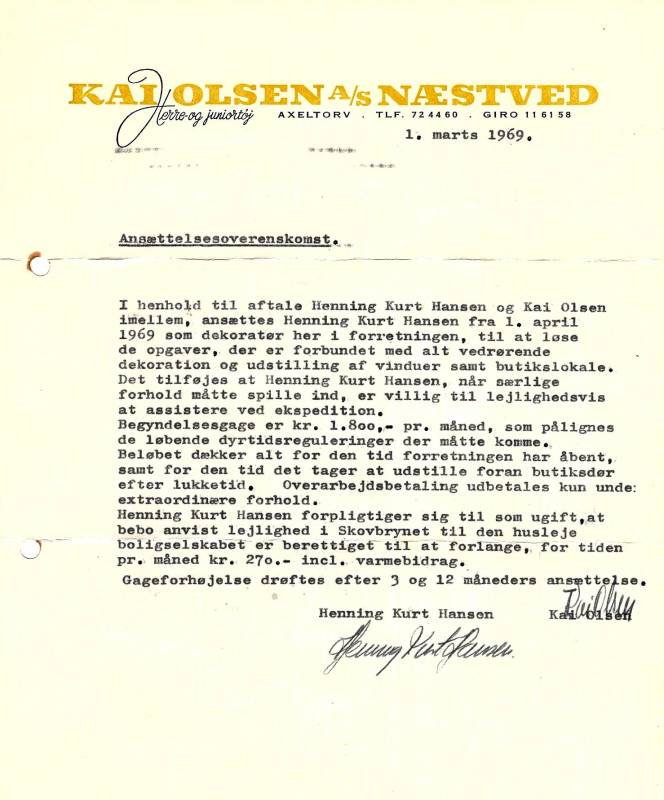 KAI OLSEN A/S NÆSTVED
Herre-og juniortøj
AXELTORV . TLF. 724460 . GIRO 116158
1. marts 1969.
Ansættelsesoverenskomst.
I henhold til aftale Henning Kurt Hansen og Kai Olsen
imellem, ansættes Henning Kurt Hansen fra 1. april
1969 som dekoratør her i forretningen, til at løse
de opgaver, der er forbundet med alt vedrørende
dekoration og udstilling af vinduer samt butikslokale.
Det tilføjes at Henning Kurt Hansen, når særlige
forhold måtte spille ind, er villig til lejlighedsvis
at assistere ved ekspedition.
Begyndelsesgage er kr. 1.800,- pr. måned, som pålignes
de løbende dyrtidsreguleringer der måtte komme.
Beløbet dækker alt for den tid forretningen har åbent,
samt for den tid det tager at udstille foran butiksdør
efter lukketid. Overarbejdsbetaling udbetales kun unde:
extraordinære forhold.
Henning Kurt Hansen forpligtiger sig til som ugift,at
bebo anvist lejlighed i Skovbrynet til den husleje
boligselskabet er berettiget til at forlange, for tiden
pr. måned kr. 270.- incl. varmebidrag.
Gageforhøjelse drøftes efter 3 og 12 måneders ansættelse.
Kai Olsen
Henning Kurt Hansen Kai Olsen
Henning Kurt Hansen.